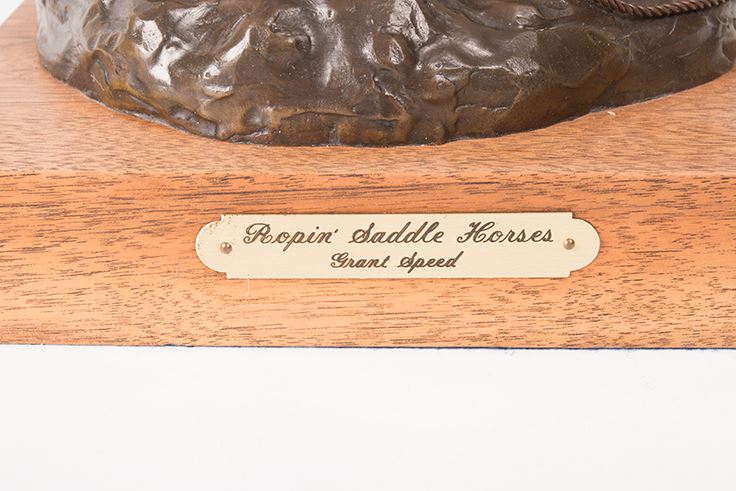 Ropin' Saddle Horses
Grant Speed